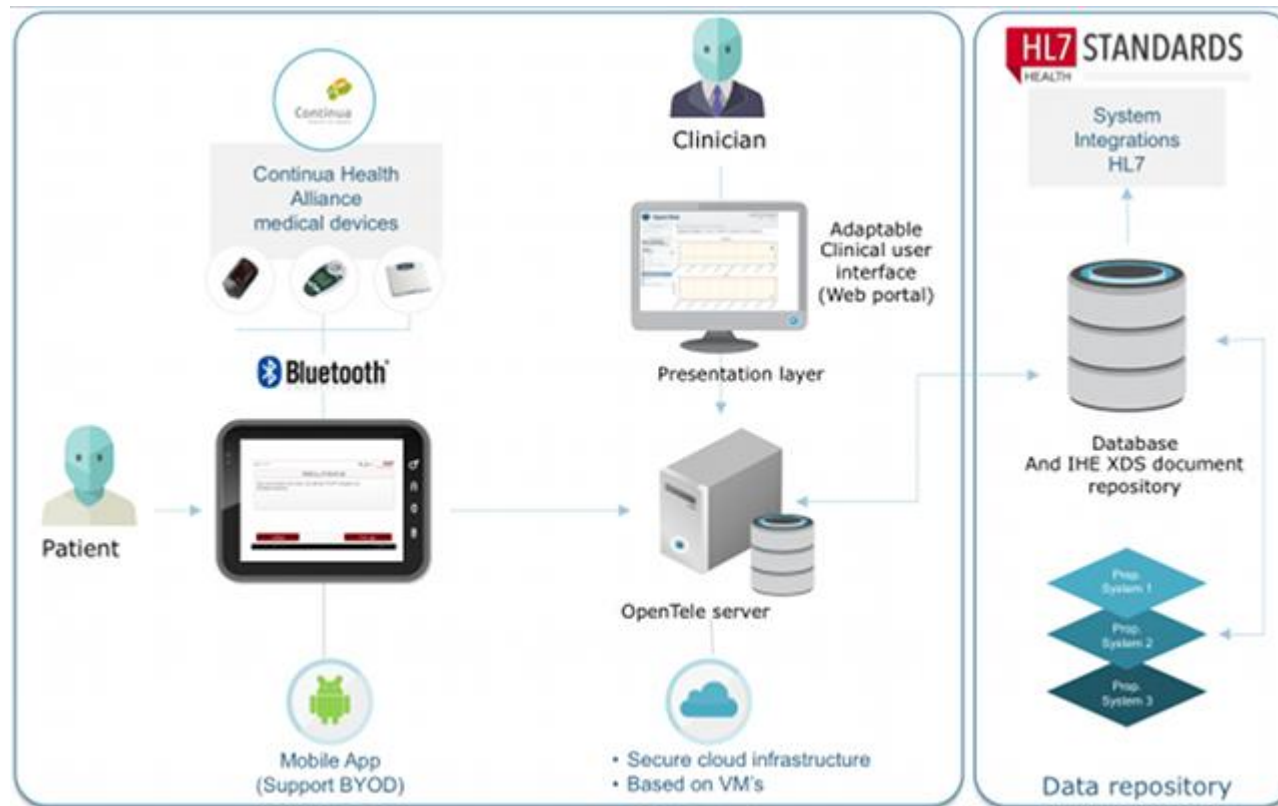 Continua
Continua Health
Alliance
medical devices
Bluetooth
Patient
Mobile App
(Support BYOD)
Clinician
Adaptable
Clinical user
interface
(Web portal)
Presentation layer
OpenTele server
• Secure cloud infrastructure
• Based on VM's
HL7 STANDARDS
HEALTH
System
Integrations
HL7
Database
And IHE XDS document
repository
Prop.
System 1
Prop.
System 2
Prop.
System 3
Data repository